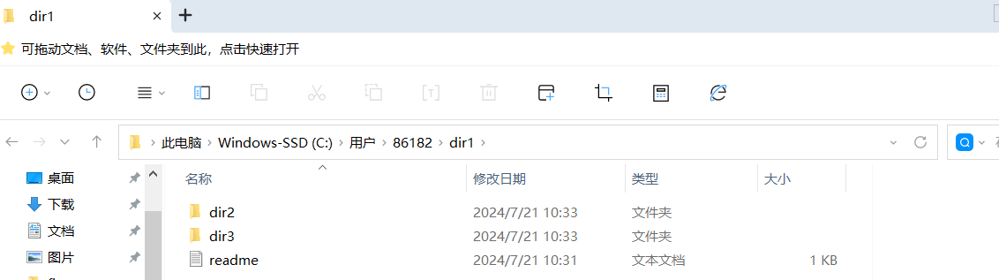 dir1
可拖动文档、软件、文件夹到此，点击快速打开
此电脑 Windows-SSD (C:) 用户 86182 dir1
桌面
下载
文档
图片
名称 修改日期 类型 大小
dir2 2024/7/21 10:33 文件夹
dir3 2024/7/21 10:33 文件夹
readme 2024/7/21 10:31 文本文档 1 KB